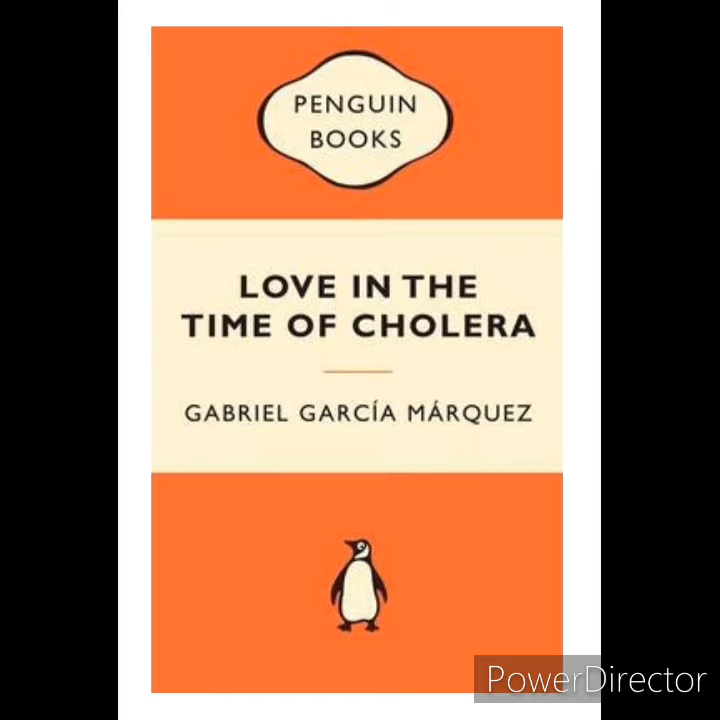 PENGUIN
BOOKS
LOVE IN THE
TIME OF CHOLERA
GABRIEL GARCÍA MÁRQUEZ
PowerDirector